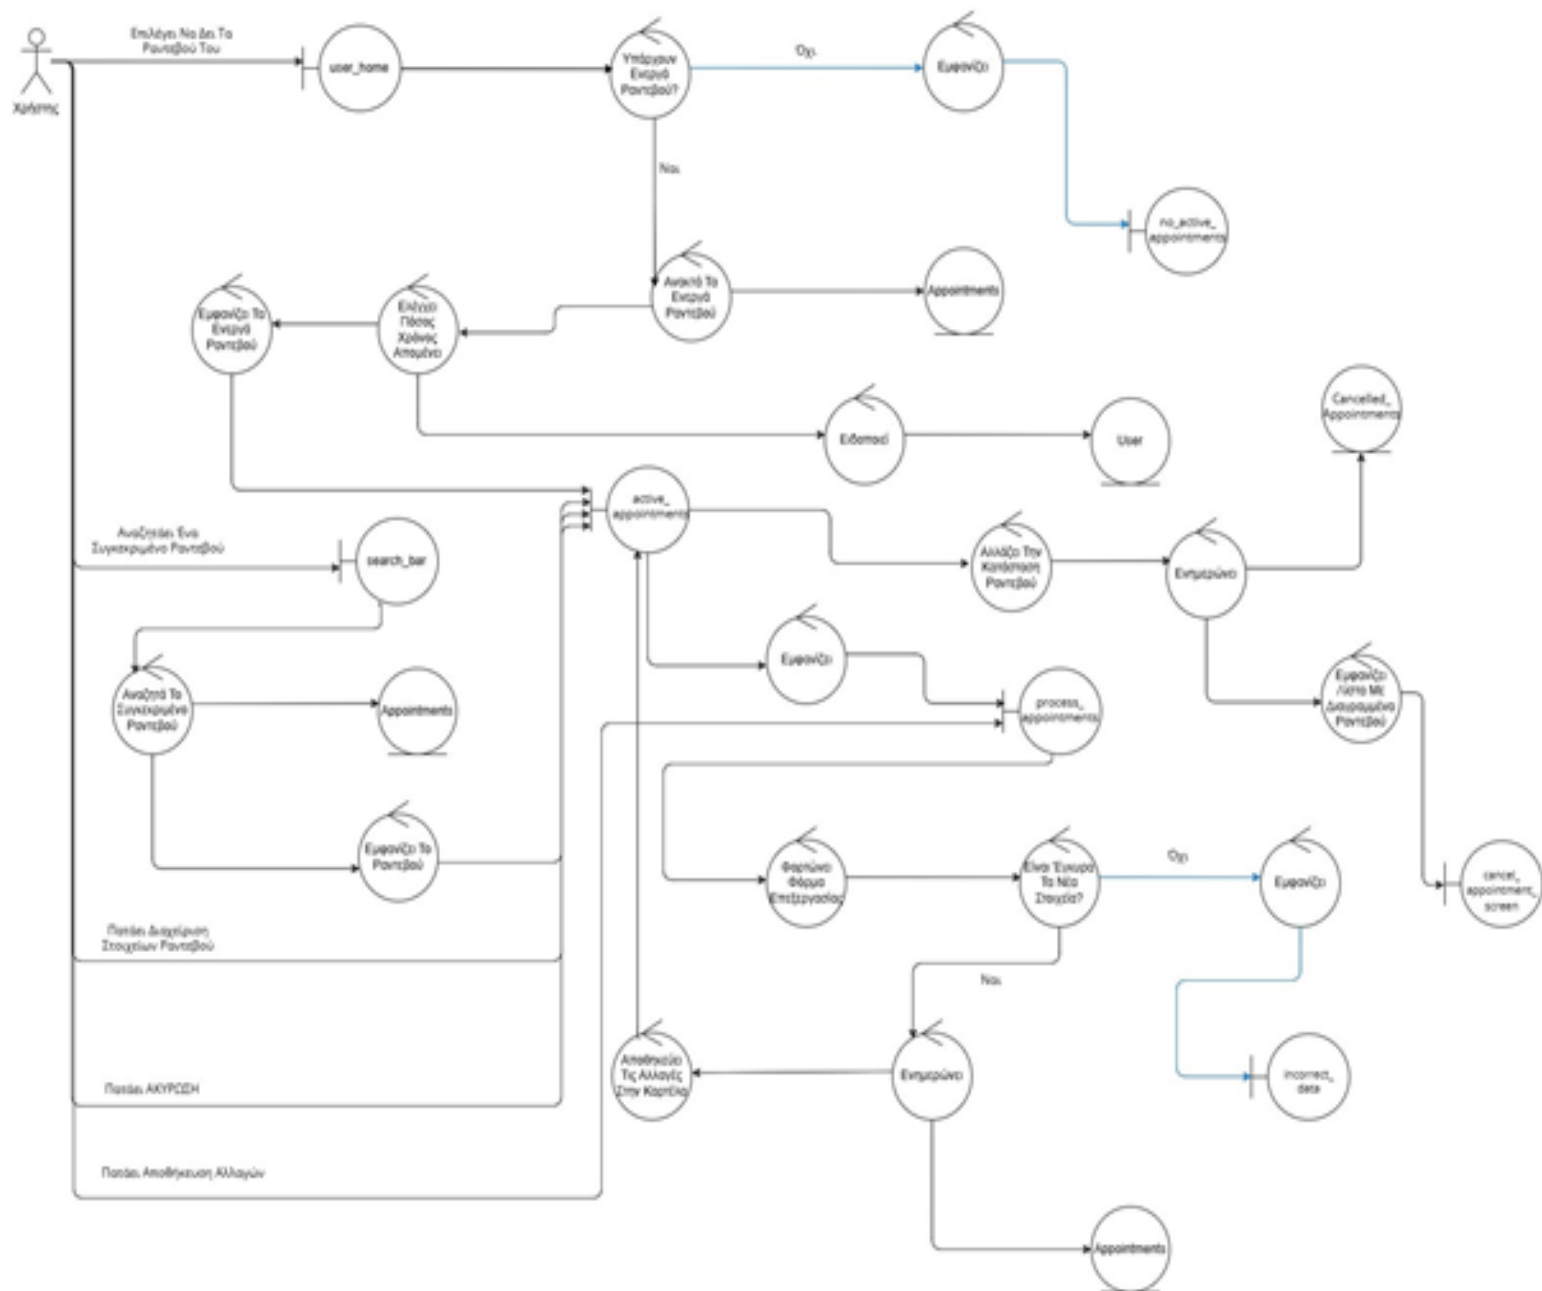 Επιλέγει Να Δει Τα
Ραντεβού Του
Χρήστης
user_home
Υπάρχουν
Ενεργά
Ραντεβού?
Όχι
Εμφανίζει
Ναι
no_active_
appointments
Ανακτά Τα
Ενεργά
Ραντεβού
Appointments
Εμφανίζει Τα
Ενεργά
Ραντεβού
Ελέγχει
Πόσος
Χρόνος
Απομένει
Cancelled_
Appointments
Ειδοποιεί
User
active_
appointments
Αναζητάει Ένα
Συγκεκριμένο Ραντεβού
search_bar
Αλλάζει Την
Κατάσταση
Ραντεβού
Ενημερώνει
Εμφανίζει
Αναζητά Το
Συγκεκριμένο
Ραντεβού
Appointments
process_
appointments
Εμφανίζει
Λίστα Με
Διαγραμμένα
Ραντεβού
Εμφανίζει Το
Ραντεβού
Φορτώνει
Φόρμα
Επεξεργασίας
Είναι Έγκυρα
Τα Νέα
Στοιχεία?
Όχι
Εμφανίζει
cancel_
appointment_
screen
Πατάει Διαχείριση
Στοιχείων Ραντεβού
Ναι
Πατάει ΑΚΥΡΩΣΗ
Αποθηκεύει
Τις Αλλαγές
Στην Καρτέλα
Ενημερώνει
incorrect_
data
Πατάει Αποθήκευση Αλλαγών
Appointments